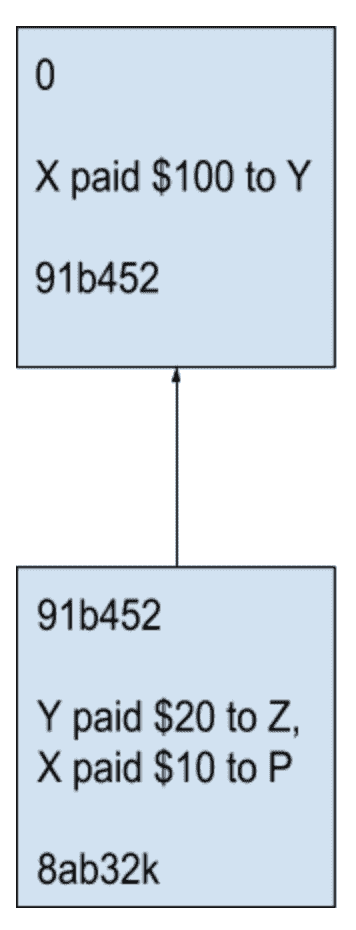 0
X paid $100 to Y
91b452
91b452
Y paid $20 to Z,
X paid $10 to P
8ab32k